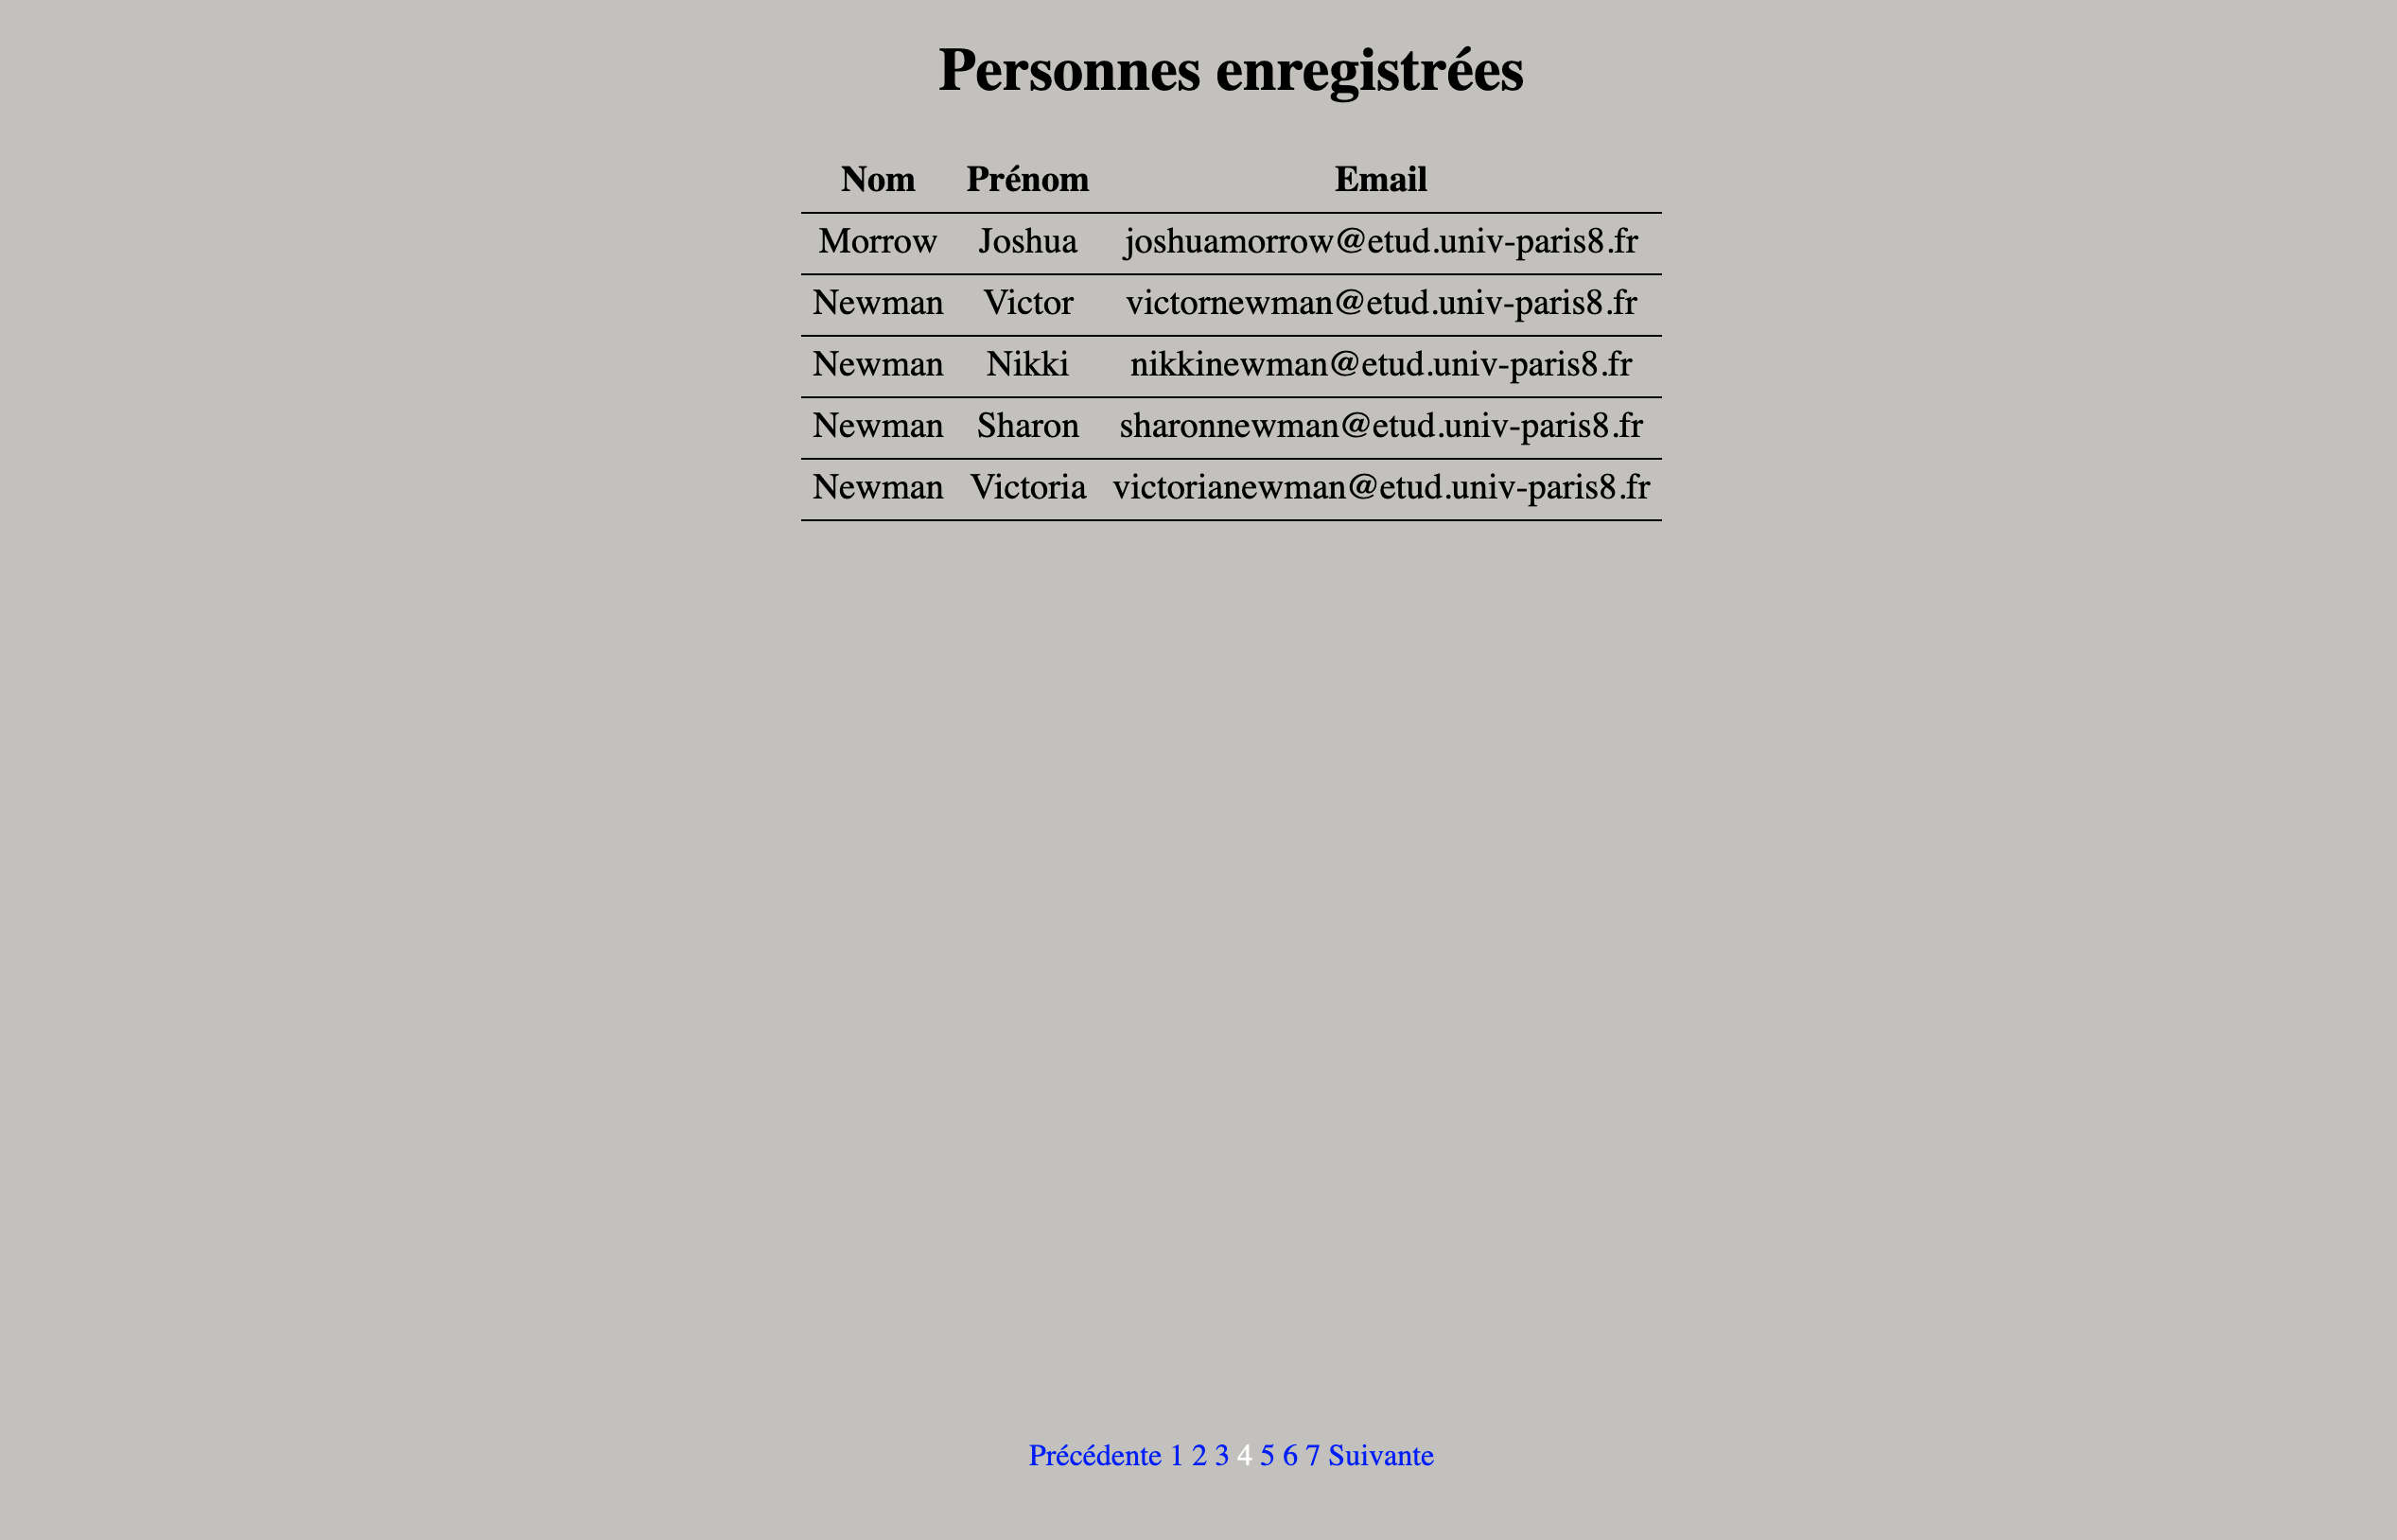 Personnes enregistrées
Nom Prénom Email
Morrow Joshua joshuamorrow@etud.univ-paris8.fr
Newman Victor victornewman@etud.univ-paris8.fr
Newman Nikki nikkinewman@etud.univ-paris8.fr
Newman Sharon sharonnewman@etud.univ-paris8.fr
Newman Victoria victorianewman@etud.univ-paris8.fr
Précédente 1 2 3 4 5 6 7 Suivante